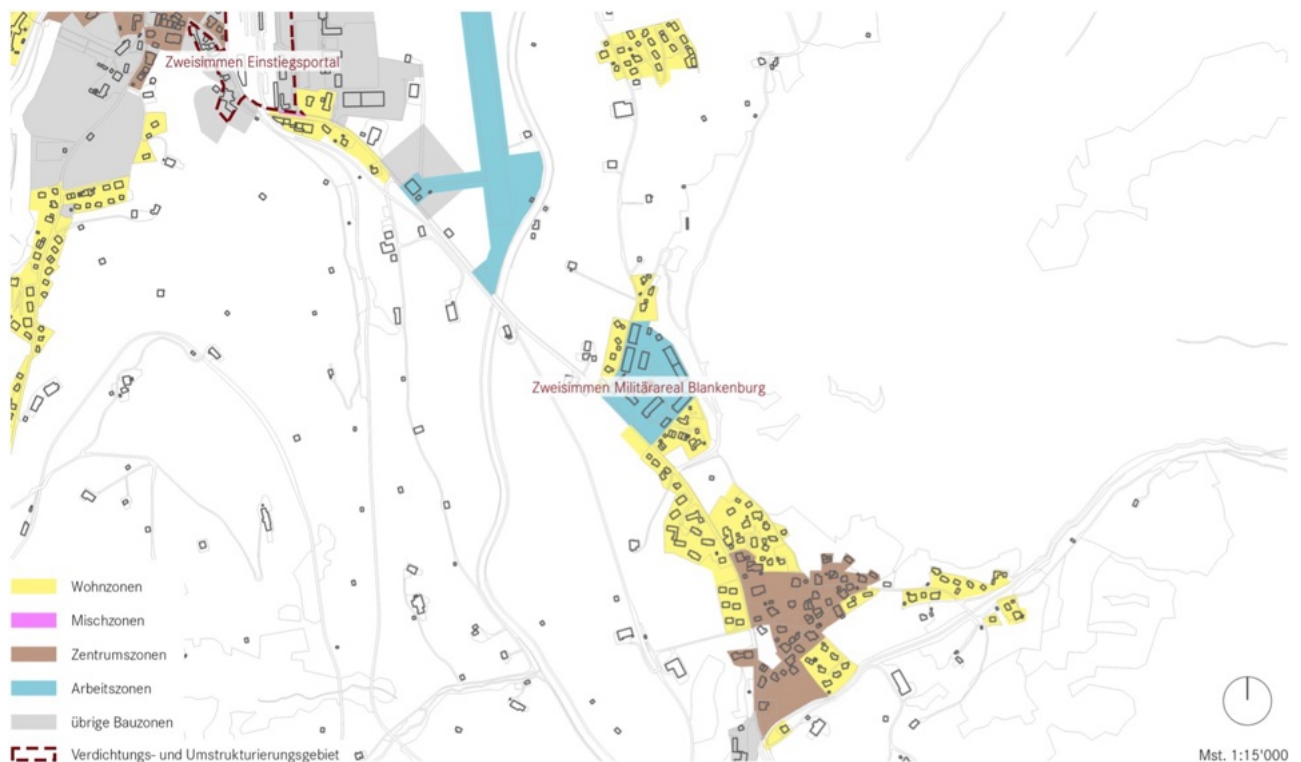 Zweisimmen Einstiegsportal
Zweisimmen Militärareal Blankenburg
Wohnzonen
Mischzonen
Zentrumszonen
Arbeitszonen
übrige Bauzonen
Verdichtungs- und Umstrukturierungsgebiet
Mst. 1:15'000